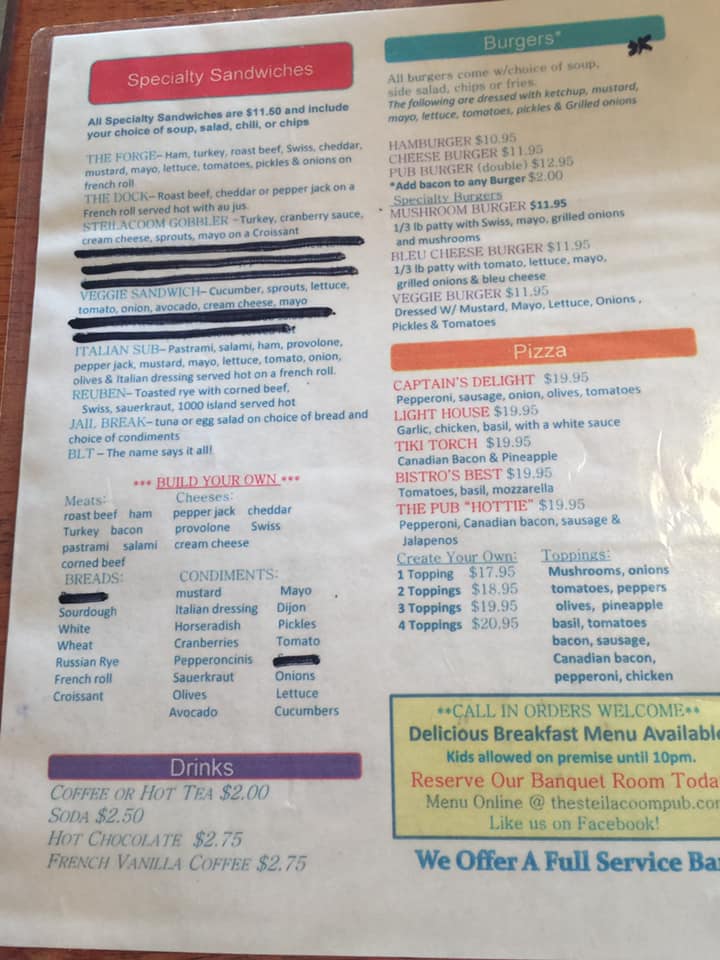 Specialty Sandwiches
All Specialty Sandwiches are $11.50 and include
your choice of soup, salad, chili, or chips
THE FORGE– Ham, turkey, roast beef, Swiss, cheddar,
mustard, mayo, lettuce, tomatoes, pickles & onions on
french roll
THE DOCK– Roast beef, cheddar or pepper jack on a
French roll served hot with au jus.
STEILACOOM GOBBLER –Turkey, cranberry sauce,
cream cheese, sprouts, mayo on a Croissant
VEGGIE SANDWICH– Cucumber, sprouts, lettuce,
tomato, onion, avocado, cream cheese, mayo
ITALIAN SUB– Pastrami, salami, ham, provolone,
pepper jack, mustard, mayo, lettuce, tomato, onion,
olives & Italian dressing served hot on a french roll.
REUBEN– Toasted rye with corned beef,
Swiss, sauerkraut, 1000 island served hot
JAIL BREAK– tuna or egg salad on choice of bread and
choice of condiments
BLT – The name says it all!
*** BUILD YOUR OWN ***
Meats: Cheeses:
roast beef ham pepper jack cheddar
Turkey bacon provolone Swiss
pastrami salami cream cheese
corned beef
BREADS: CONDIMENTS:
mustard Mayo
Sourdough Italian dressing Dijon
White Horseradish Pickles
Wheat Cranberries Tomato
Russian Rye Pepperoncinis
French roll Sauerkraut Onions
Croissant Olives Lettuce
Avocado Cucumbers
Drinks
COFFEE OR HOT TEA $2.00
SODA $2.50
HOT CHOCOLATE $2.75
FRENCH VANILLA COFFEE $2.75
Burgers*
All burgers come w/choice of soup,
side salad, chips or fries.
The following are dressed with ketchup, mustard,
mayo, lettuce, tomatoes, pickles & Grilled onions
HAMBURGER $10.95
CHEESE BURGER $11.95
PUB BURGER (double) $12.95
*Add bacon to any Burger $2.00
Specialty Burgers
MUSHROOM BURGER $11.95
1/3 lb patty with Swiss, mayo, grilled onions
and mushrooms
BLEU CHEESE BURGER $11.95
1/3 lb patty with tomato, lettuce, mayo,
grilled onions & bleu cheese
VEGGIE BURGER $11.95
Dressed W/ Mustard, Mayo, Lettuce, Onions ,
Pickles & Tomatoes
Pizza
CAPTAIN'S DELIGHT $19.95
Pepperoni, sausage, onion, olives, tomatoes
LIGHT HOUSE $19.95
Garlic, chicken, basil, with a white sauce
TIKI TORCH $19.95
Canadian Bacon & Pineapple
BISTRO'S BEST $19.95
Tomatoes, basil, mozzarella
THE PUB "HOTTIE" $19.95
Pepperoni, Canadian bacon, sausage &
Jalapenos
Create Your Own: Toppings:
1 Topping $17.95 Mushrooms, onions
2 Toppings $18.95 tomatoes, peppers
3 Toppings $19.95 olives, pineapple
4 Toppings $20.95 basil, tomatoes
bacon, sausage,
Canadian bacon,
pepperoni, chicken
**CALL IN ORDERS WELCOME**
Delicious Breakfast Menu Available
Kids allowed on premise until 10pm.
Reserve Our Banquet Room Toda
Menu Online @ thesteilacoompub.com
Like us on Facebook!
We Offer A Full Service Ba